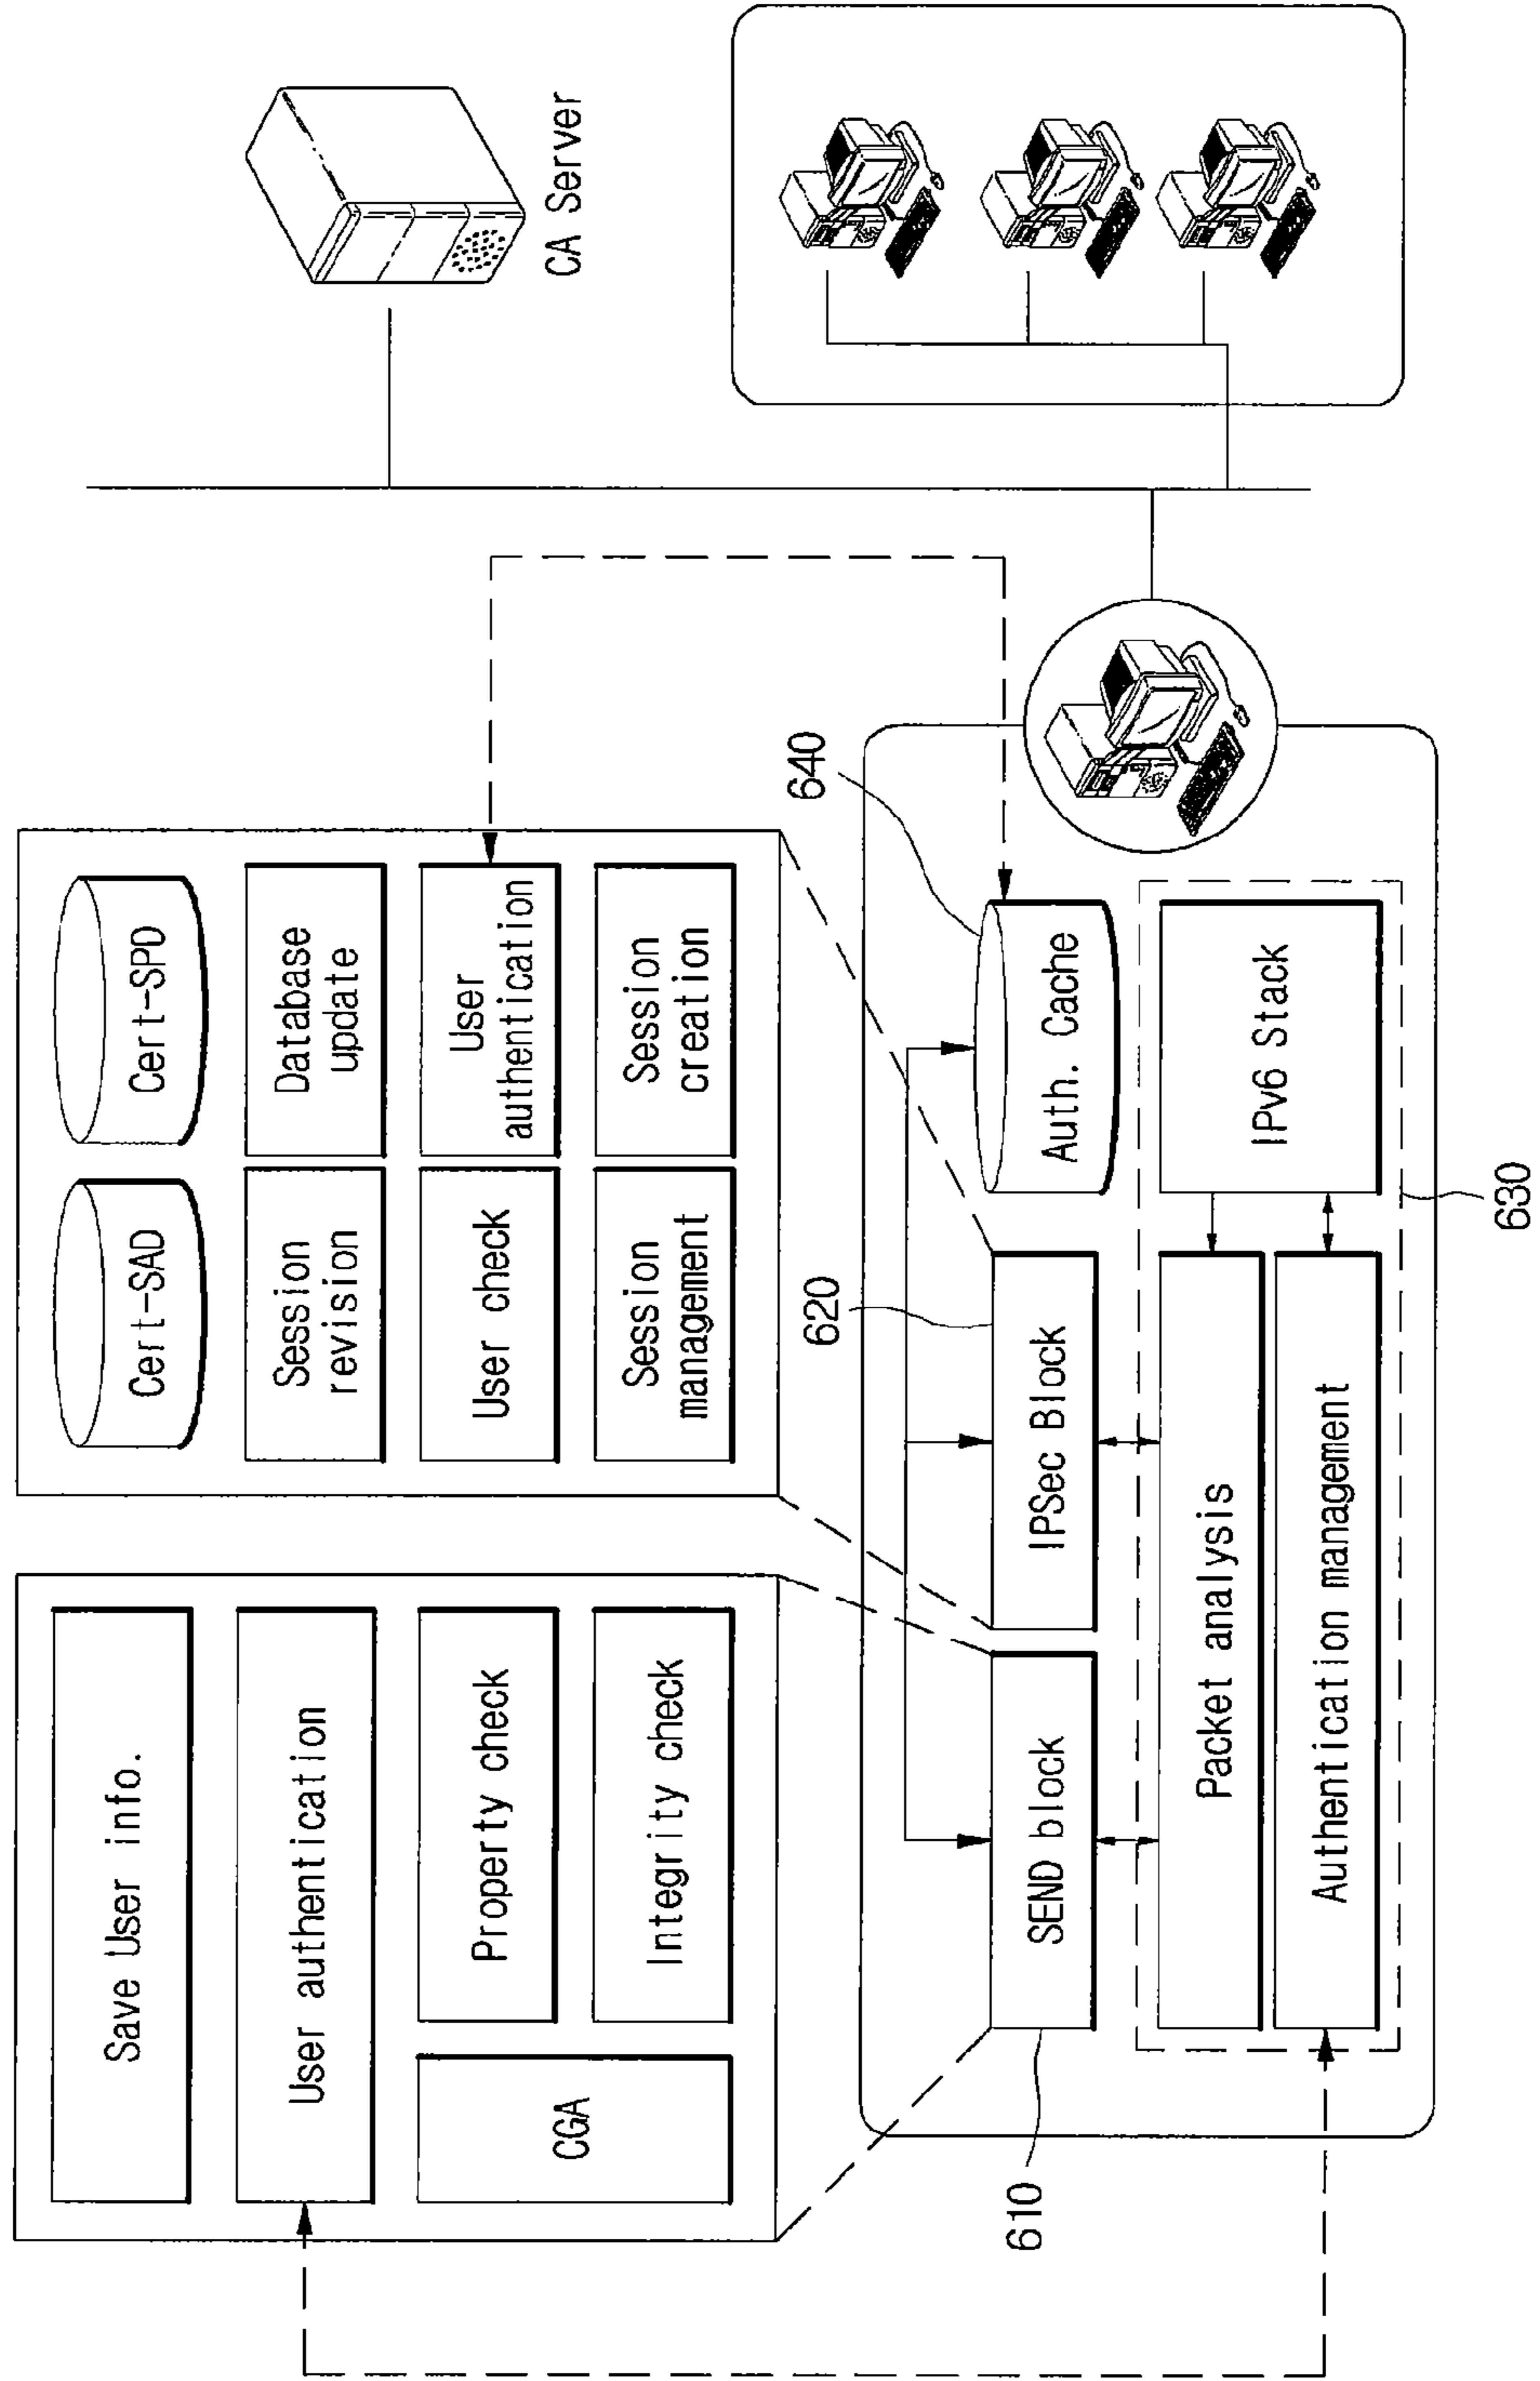 Save User info.
User authentication
CGA
Property check
Integrity check
Cert-SAD
Cert-SPD
Session
revision
Database
update
User check
User
authentication
Session
management
Session
creation
CA Server
610
SEND block
620
IPSec Block
640
Auth. Cache
Packet analysis
Authentication management
IPv6 Stack
630